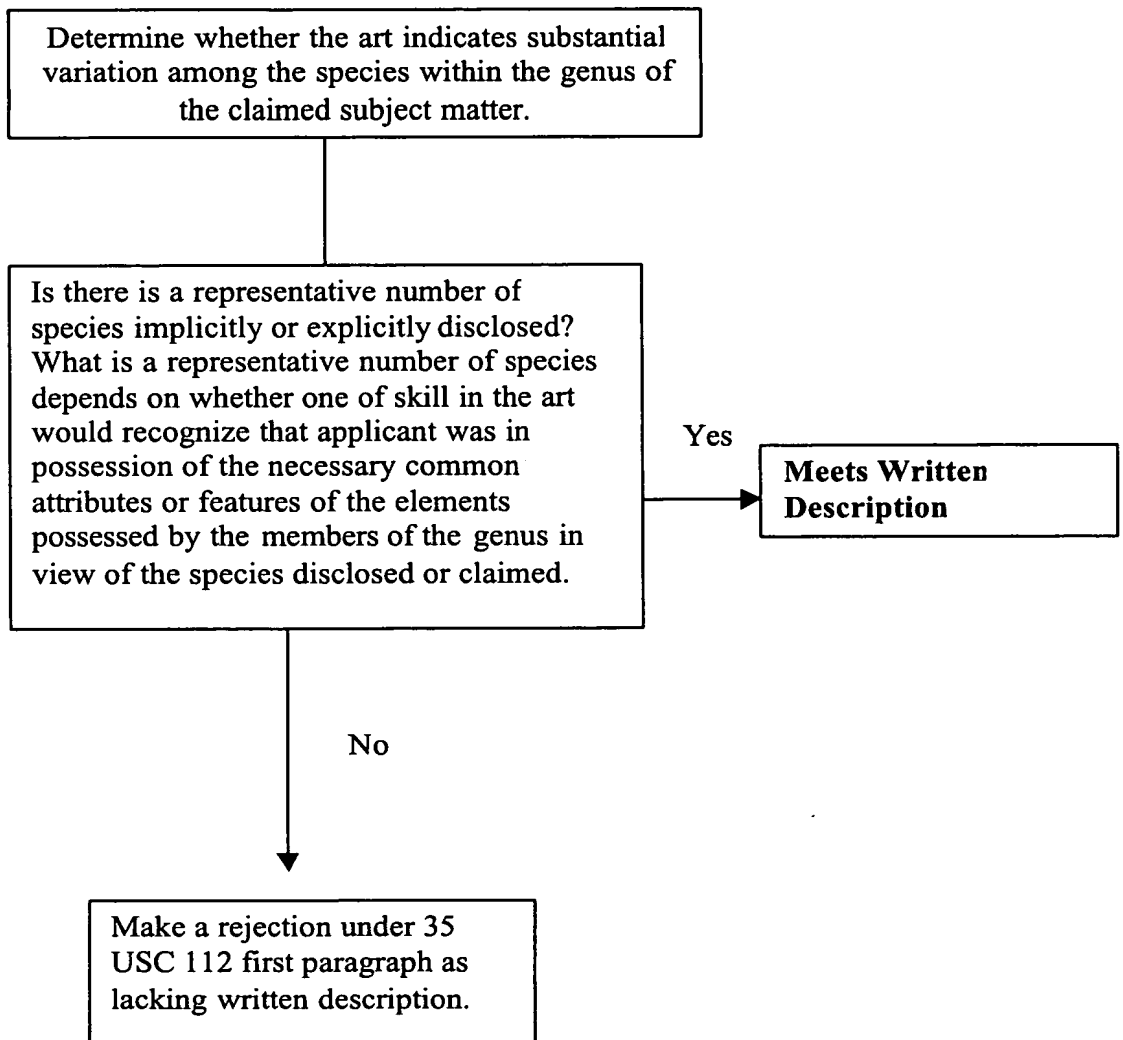 Determine whether the art indicates substantial
variation among the species within the genus of
the claimed subject matter.
Is there is a representative number of
species implicitly or explicitly disclosed?
What is a representative number of species
depends on whether one of skill in the art
would recognize that applicant was in
possession of the necessary common
attributes or features of the elements
possessed by the members of the genus in
view of the species disclosed or claimed.
Yes
Meets Written
Description
No
Make a rejection under 35
USC 112 first paragraph as
lacking written description.